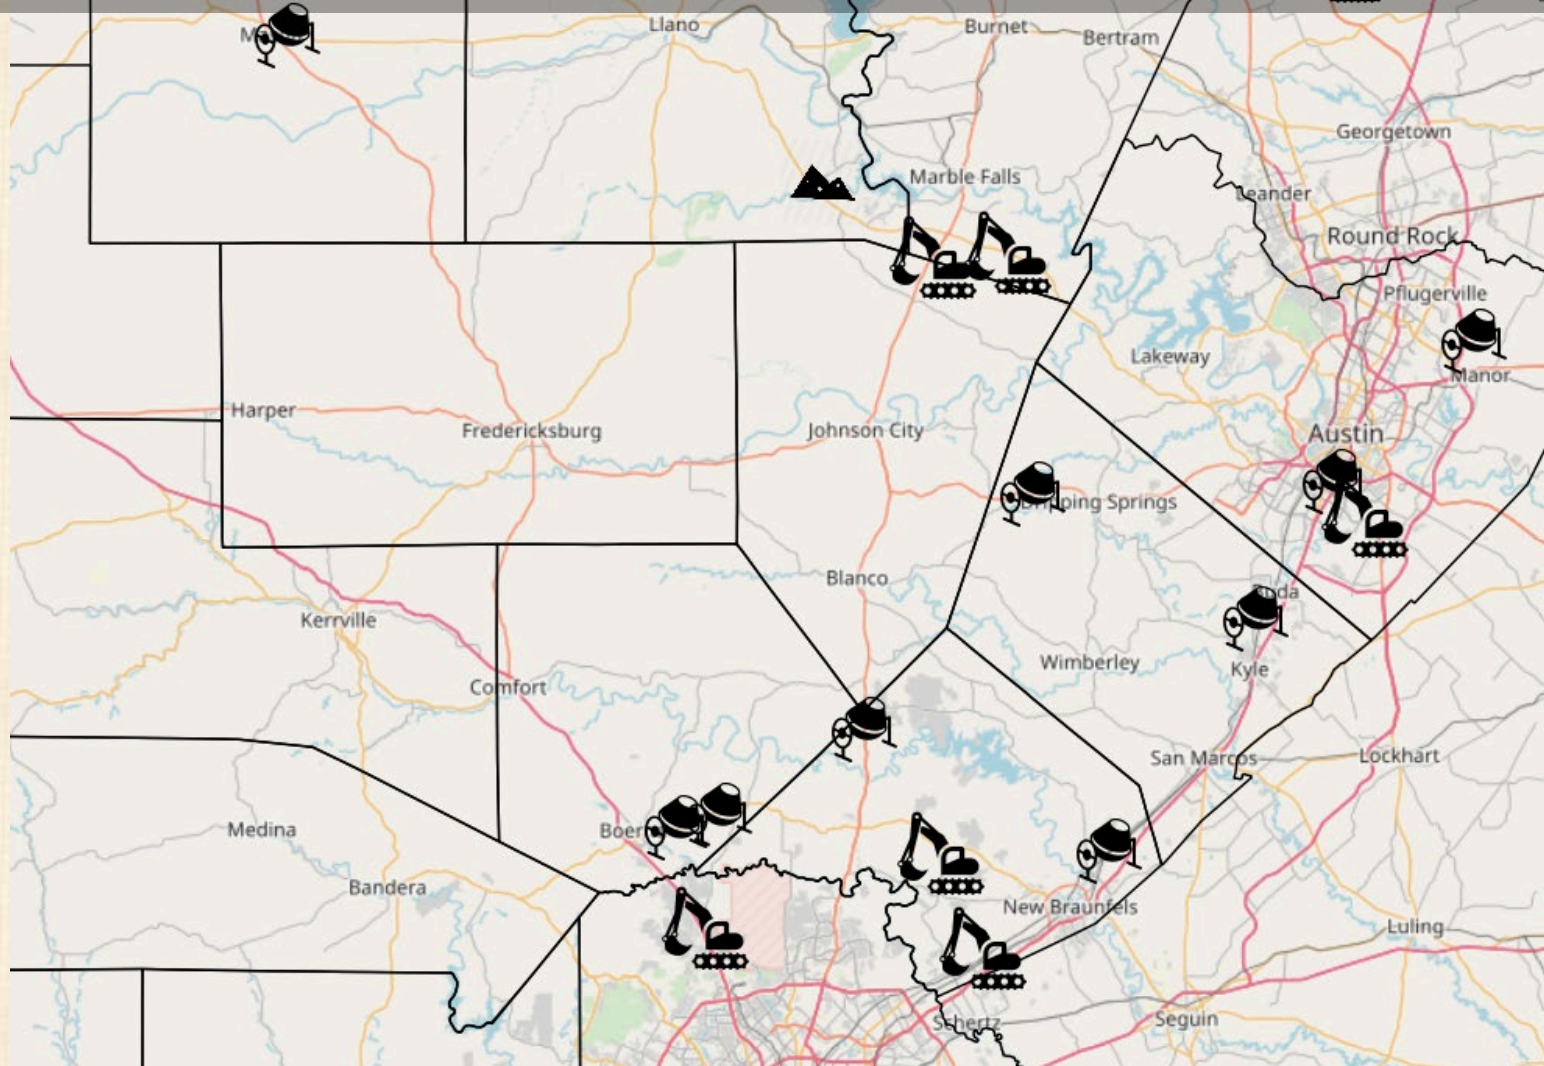 Llano
Burnet
Bertram
Georgetown
Marble Falls
Leander
Round Rock
Pflugerville
Lakeway
Manor
Harper
Fredericksburg
Johnson City
Austin
Springs
Blanco
Kerrville
Wimberley
Kyle
Comfort
San Marcos
Lockhart
Medina
Boer
Bandera
New Braunfels
Luling
Schertz
Seguin